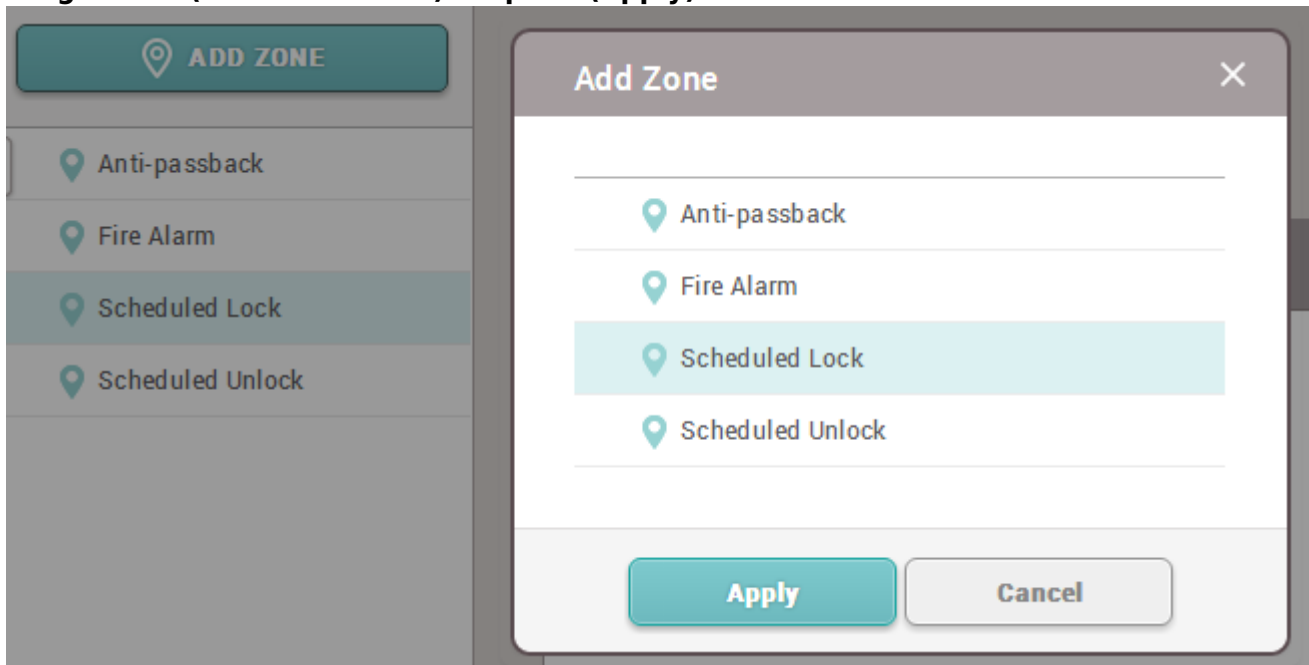 (Apply)
ADD ZONE
Anti-passback
Fire Alarm
Scheduled Lock
Scheduled Unlock
Add Zone
Anti-passback
Fire Alarm
Scheduled Lock
Scheduled Unlock
Apply
Cancel